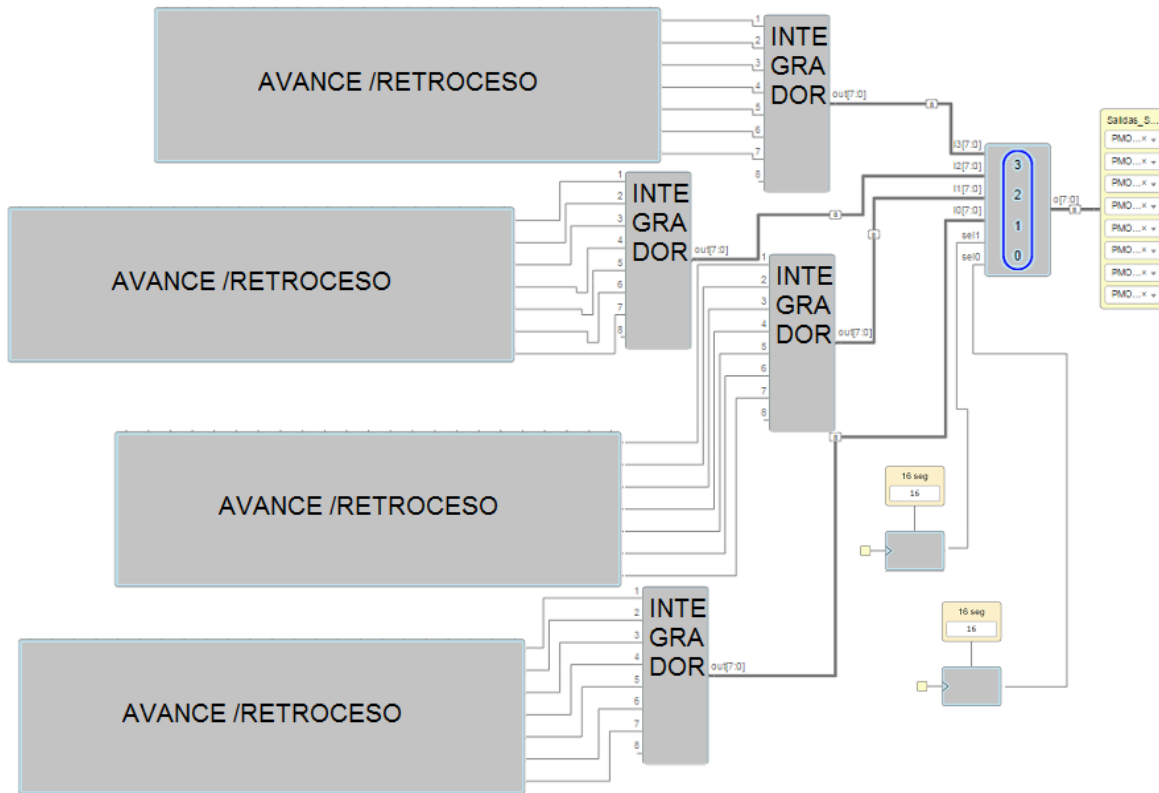 AVANCE /RETROCESO
1
2
3
4
5
6
7
8
INTE
GRA
DOR
out[7:0]
8
AVANCE /RETROCESO
1
2
3
4
5
6
7
8
INTE
GRA
DOR
out[7:0]
8
AVANCE /RETROCESO
1
2
3
4
5
6
7
8
INTE
GRA
DOR
out[7:0]
8
AVANCE /RETROCESO
1
2
3
4
5
6
7
8
INTE
GRA
DOR
out[7:0]
8
I3[7:0]
I2[7:0]
I1[7:0]
I0[7:0]
sel1
sel0
3
2
1
0
o[7:0]
8
Salidas_S...
PMO...×
PMO...×
PMO...×
PMO...×
PMO...×
PMO...×
PMO...×
PMO...×
16 seg
16
16 seg
16